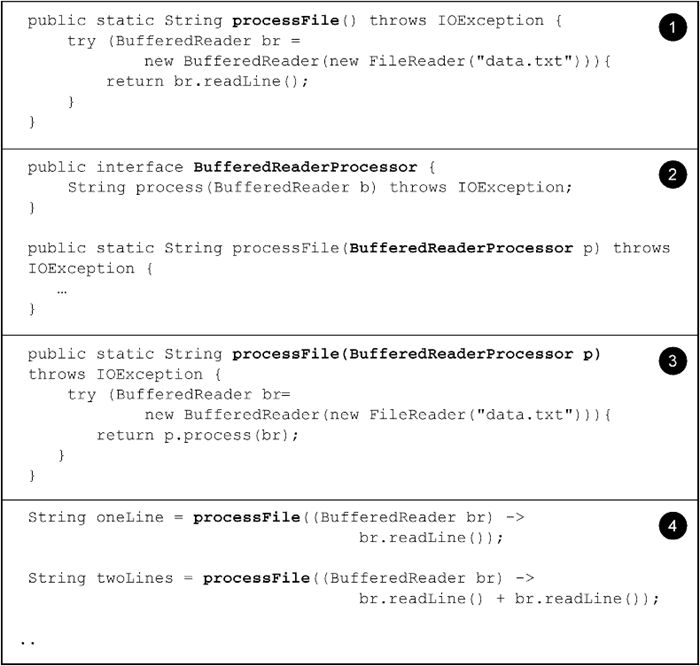 public static String processFile() throws IOException {
    try (BufferedReader br =
            new BufferedReader(new FileReader("data.txt"))){
        return br.readLine();
    }
}
1
public interface BufferedReaderProcessor {
    String process(BufferedReader b) throws IOException;
}
2
public static String processFile(BufferedReaderProcessor p) throws
IOException {
   …
}
public static String processFile(BufferedReaderProcessor p)
throws IOException {
    try (BufferedReader br=
            new BufferedReader(new FileReader("data.txt"))){
       return p.process(br);
   }
}
3
String oneLine = processFile((BufferedReader br) ->
                                  br.readLine());
4
String twoLines = processFile((BufferedReader br) ->
                                  br.readLine() + br.readLine());
..